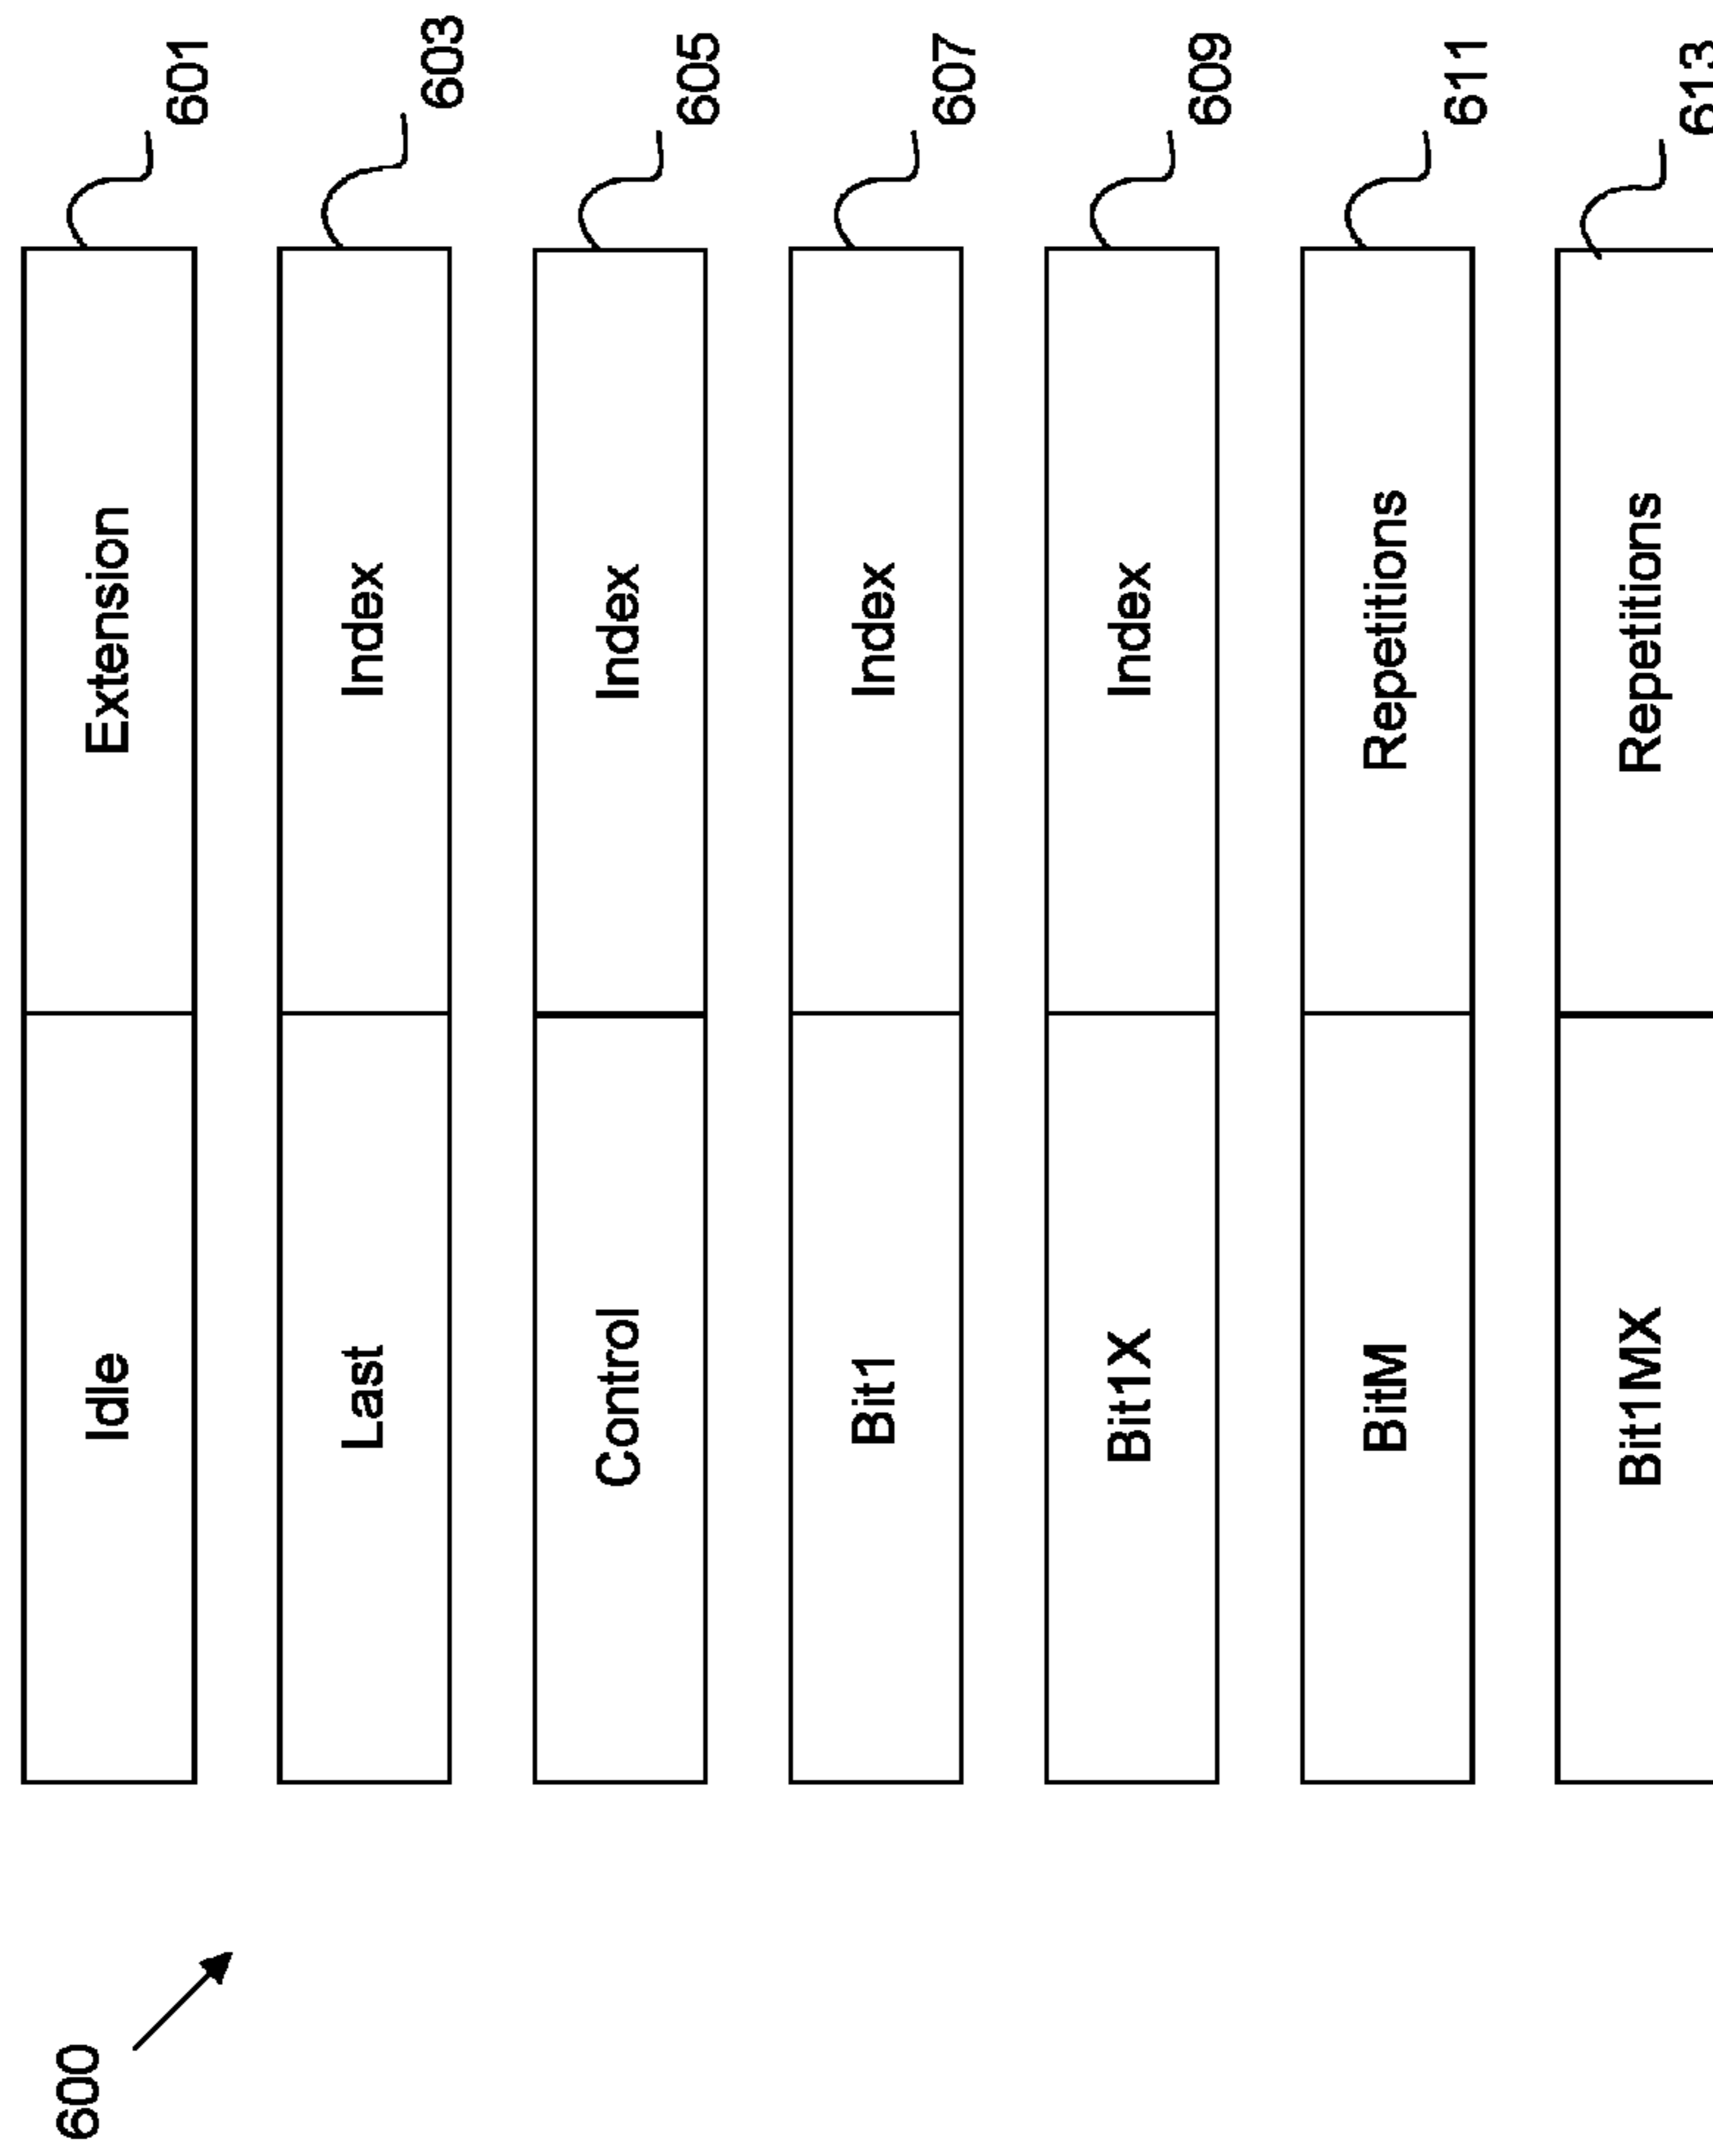 600
Idle Extension 601
Last Index 603
Control Index 605
Bit1 Index 607
Bit1X Index 609
BitM Repetitions 611
Bit1MX Repetitions 613